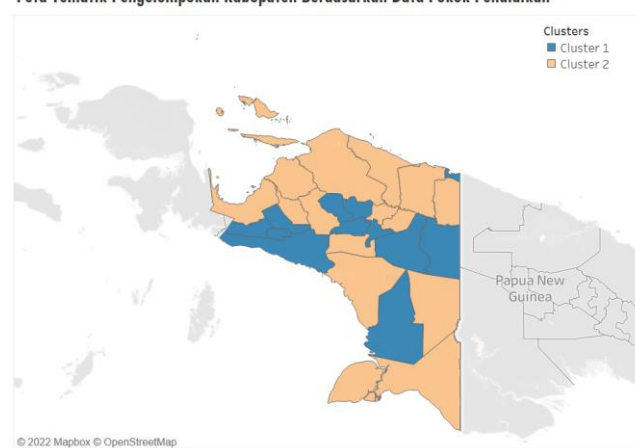 Peta Tematik Pengelompokan Kabupaten Berdasarkan Data Pokok Pendidikan
Clusters
Cluster 1
Cluster 2
Papua New
Guinea
© 2022 Mapbox © OpenStreetMap